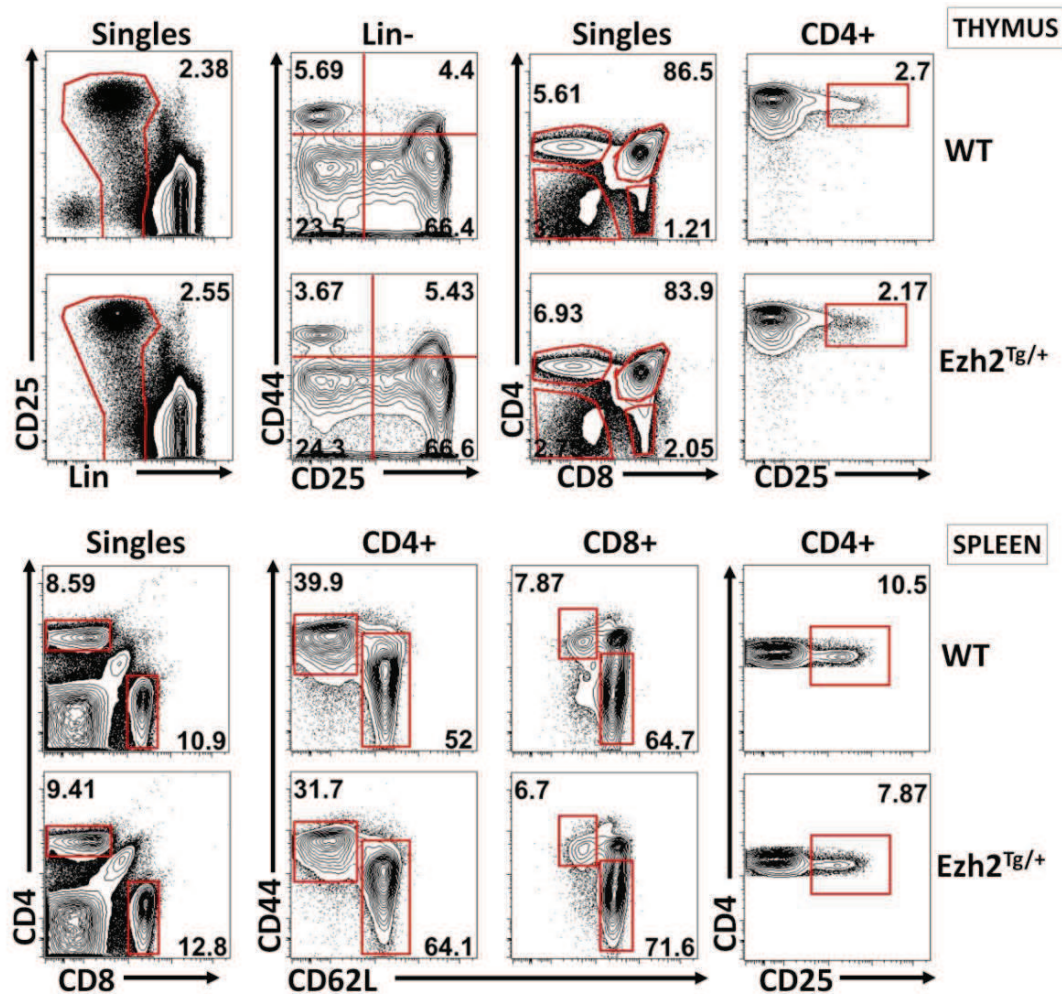 Singles Lin- Singles CD4+ THYMUS
2.38 5.69 4.4 86.5 2.7
5.61
WT
23.5 66.4 1.21
2.55 3.67 5.43 83.9 2.17
6.93
Ezh2Tg/+
CD25 CD44 CD4
24.3 66.6 2.05
Lin CD25 CD8 CD25
Singles CD4+ CD8+ CD4+ SPLEEN
8.59 39.9 7.87 10.5
WT
10.9 52 64.7
9.41 31.7 6.7 7.87
Ezh2Tg/+
CD4 CD44 CD4
12.8 64.1 71.6
CD8 CD62L CD25